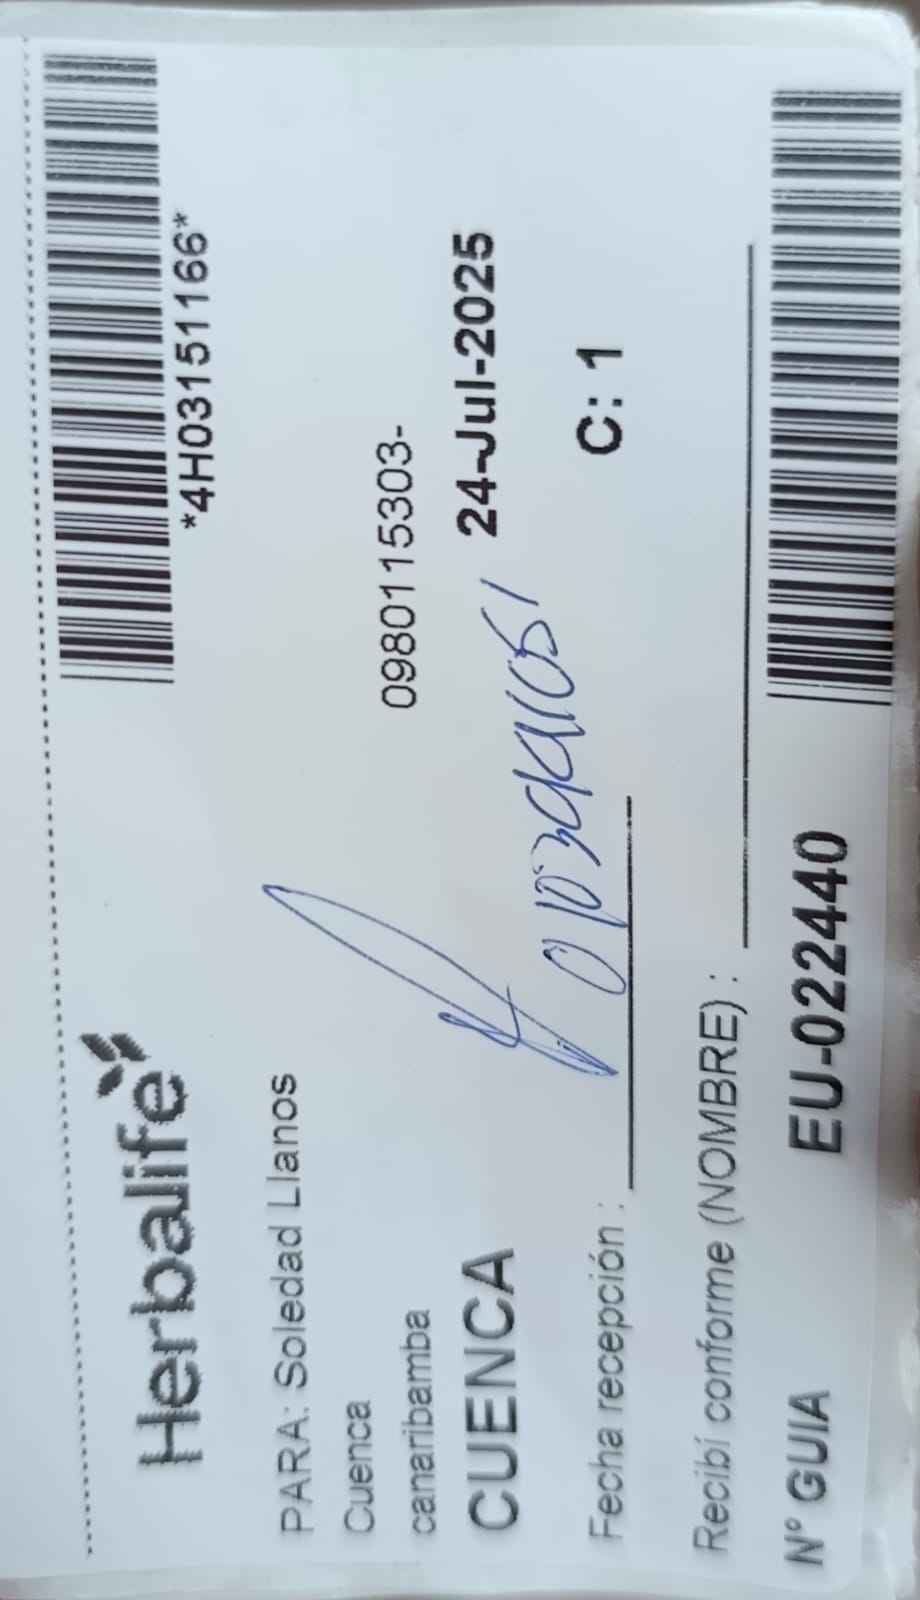 *4H03151166*
Herbalife
PARA: Soledad Llanos
Cuenca
canaribamba 0980115303-
CUENCA 24-Jul-2025
Fecha recepción :
C: 1
Recibí conforme (NOMBRE) :
N° GUIA EU-022440